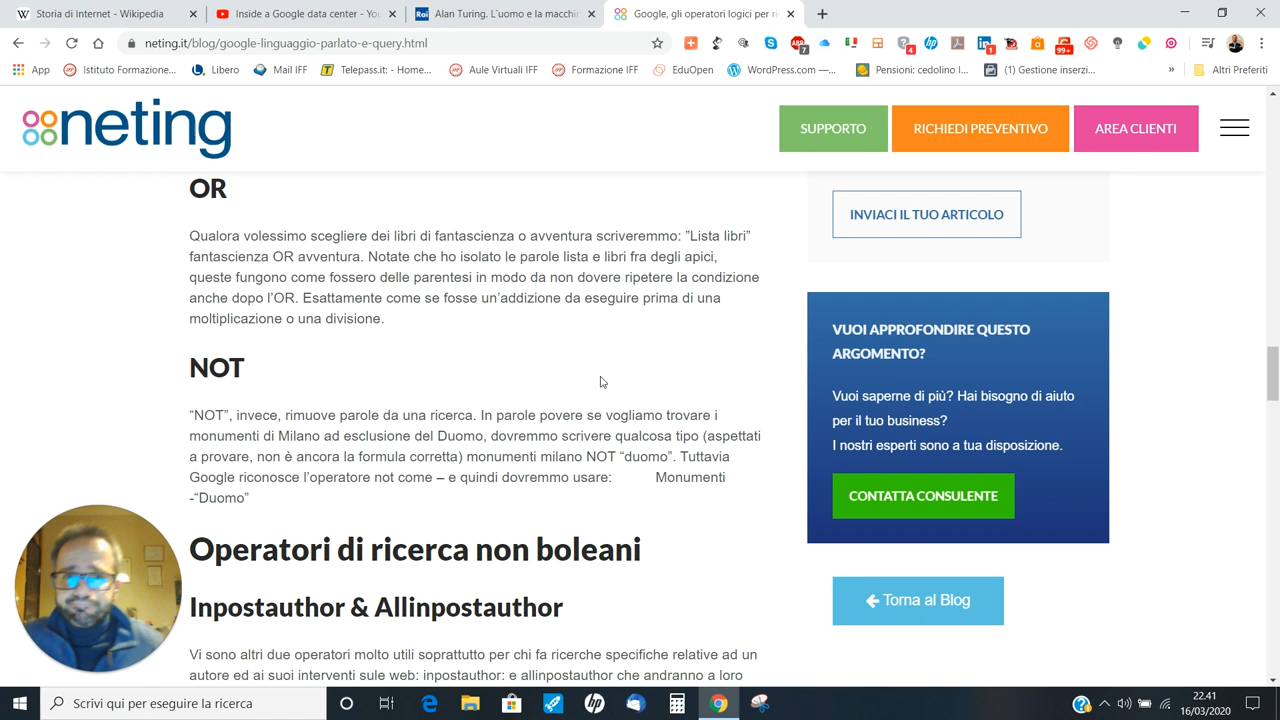 Storia di Internet - Wikipedia
Inside a Google data center - You
Alan Turing. L'uomo e la macchin
Google, gli operatori logici per ri
neting.it/blog/google-linguaggio-parlato-e-query.html
App
Istituto Formazione...
Libero
Mail IFF
Telepass.it: - Home...
Aule Virtuali IFF
Formazione IFF
EduOpen
WordPress.com —...
Pensioni: cedolino I...
(1) Gestione inserzi...
»
Altri Preferiti
neting
SUPPORTO
RICHIEDI PREVENTIVO
AREA CLIENTI
OR
Qualora volessimo scegliere dei libri di fantascienza o avventura scriveremmo: ”Lista libri”
fantascienza OR avventura. Notate che ho isolato le parole lista e libri fra degli apici,
queste fungono come fossero delle parentesi in modo da non dovere ripetere la condizione
anche dopo l’OR. Esattamente come se fosse un’addizione da eseguire prima di una
moltiplicazione o una divisione.
NOT
“NOT”, invece, rimuove parole da una ricerca. In parole povere se vogliamo trovare i
monumenti di Milano ad esclusione del Duomo, dovremmo scrivere qualcosa tipo (aspettati
a provare, non è ancora la formula corretta) monumenti milano NOT “duomo”. Tuttavia
Google riconosce l’operatore not come – e quindi dovremmo usare: Monumenti
-“Duomo”
Operatori di ricerca non boleani
Inpostauthor & Allinpostauthor
Vi sono altri due operatori molto utili soprattutto per chi fa ricerche specifiche relative ad un
autore ed ai suoi interventi sule web: inpostauthor: e allinpostauthor che andranno a loro
INVIACI IL TUO ARTICOLO
VUOI APPROFONDIRE QUESTO
ARGOMENTO?
Vuoi saperne di più? Hai bisogno di aiuto
per il tuo business?
I nostri esperti sono a tua disposizione.
CONTATTA CONSULENTE
Torna al Blog
Scrivi qui per eseguire la ricerca
22.41
16/03/2020